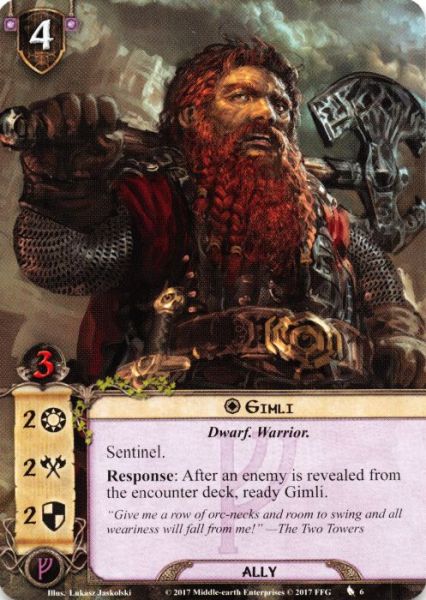 4
3
2
2
2
Gimli
Dwarf. Warrior.
Sentinel.
Response: After an enemy is revealed from
the encounter deck, ready Gimli.
“Give me a row of orc-necks and room to swing and all
weariness will fall from me!” —The Two Towers
ALLY
Illus. Lukasz Jaskolski
© 2017 Middle-earth Enterprises © 2017 FFG
6